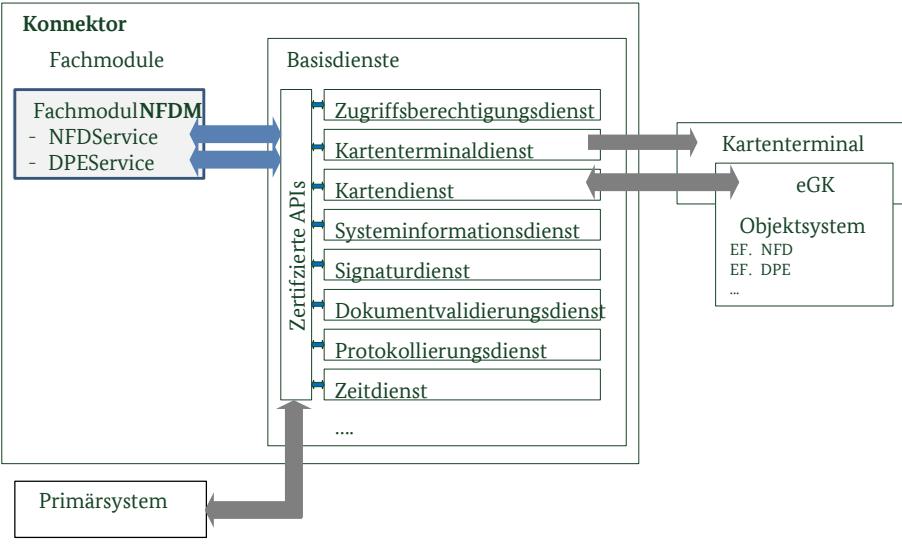 Konnektor
Fachmodule
Basisdienste
FachmodulNFDM
- NFDService
- DPEService
Zertifzierte APIs
Zugriffsberechtigungsdienst
Kartenterminaldienst
Kartendienst
Systeminformationsdienst
Signaturdienst
Dokumentvalidierungsdienst
Protokollierungsdienst
Zeitdienst
....
Kartenterminal
eGK
Objektsystem
EF. NFD
EF. DPE
...
Primärsystem